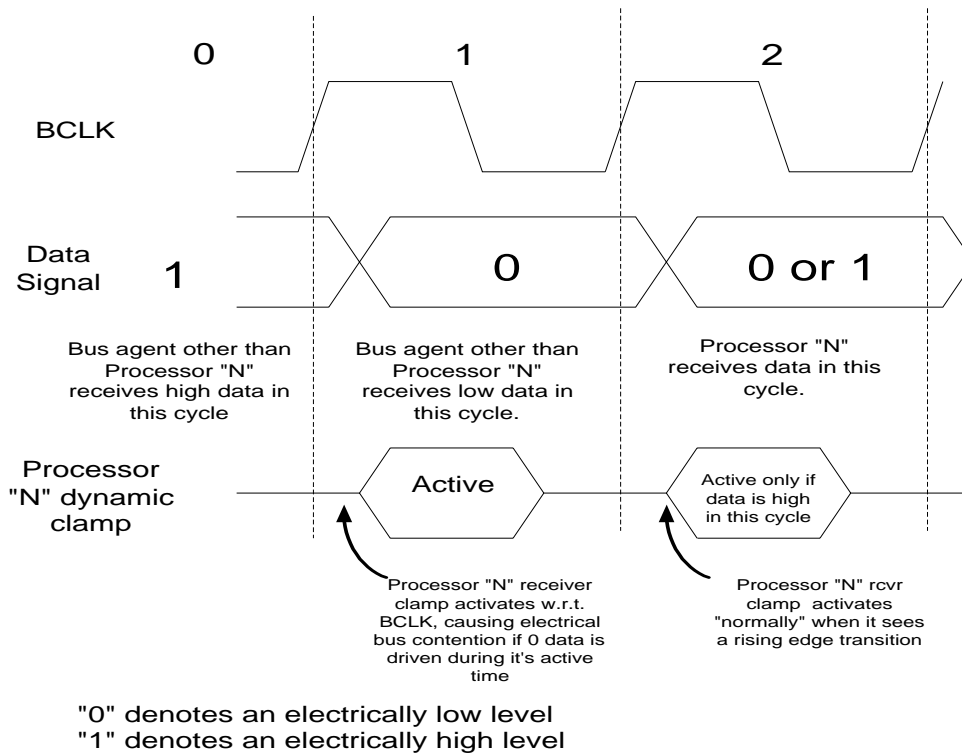 0
1
2
BCLK
Data
Signal
1
0
0 or 1
Bus agent other than
Processor "N"
receives high data in
this cycle
Bus agent other than
Processor "N"
receives low data in
this cycle.
Processor "N"
receives data in this
cycle.
Processor
"N" dynamic
clamp
Active
Active only if
data is high
in this cycle
Processor "N" receiver
clamp activates w.r.t.
BCLK, causing electrical
bus contention if 0 data is
driven during it's active
time
Processor "N" rcvr
clamp activates
"normally" when it sees
a rising edge transition
"0" denotes an electrically low level
"1" denotes an electrically high level